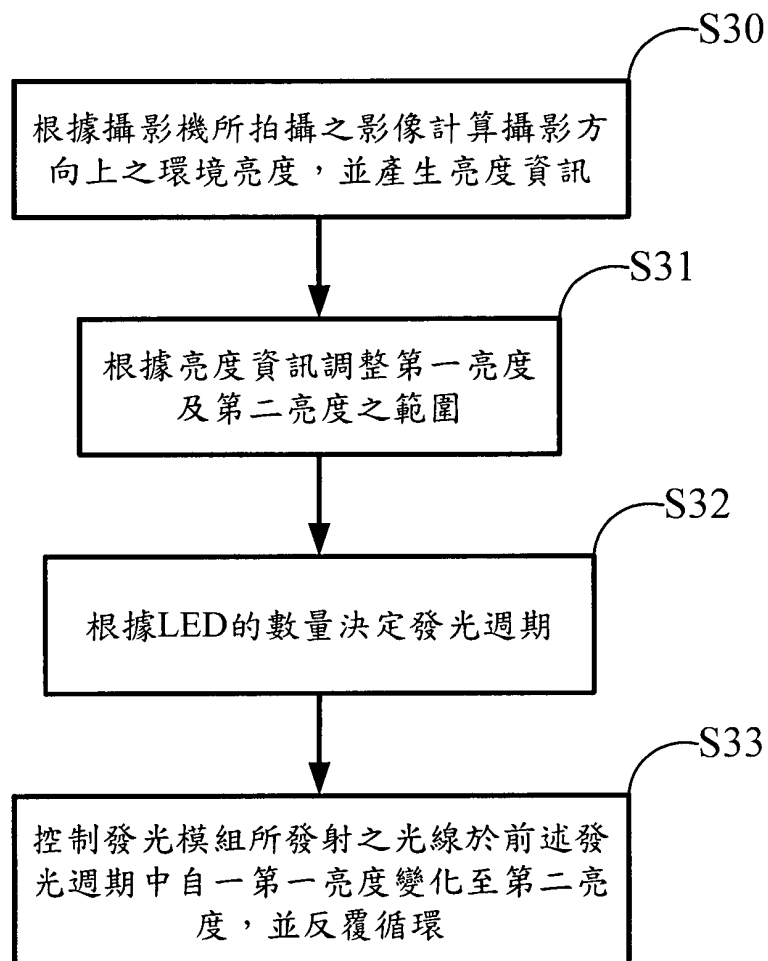 S30
根據攝影機所拍攝之影像計算攝影方
向上之環境亮度，並產生亮度資訊
S31
根據亮度資訊調整第一亮度
及第二亮度之範圍
S32
根據LED的數量決定發光週期
S33
控制發光模組所發射之光線於前述發
光週期中自一第一亮度變化至第二亮
度，並反覆循環